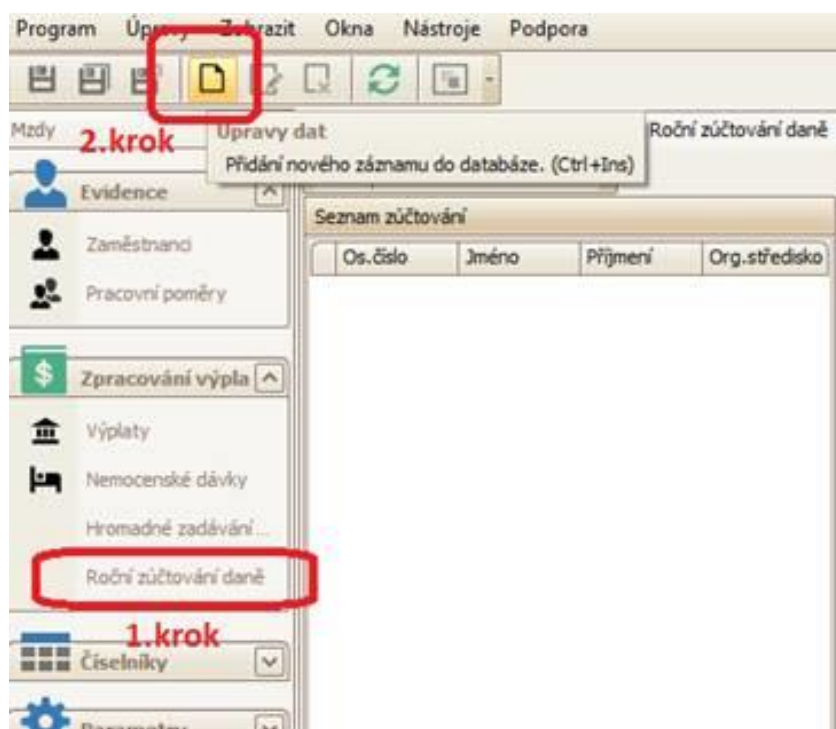 Program Úpravy Zobrazit Okna Nástroje Podpora
Mzdy
2.krok
Úpravy dat
Roční zúčtování daně
Přidání nového záznamu do databáze. (Ctrl+Ins)
Evidence
Seznam zúčtování
Zaměstnanci
Os.číslo Jméno Příjmení Org.středisko
Pracovní poměry
Zpracování výpla
Výplaty
Nemocenské dávky
Hromadné zadávání ...
Roční zúčtování daně
1.krok
Číselníky
Parametry